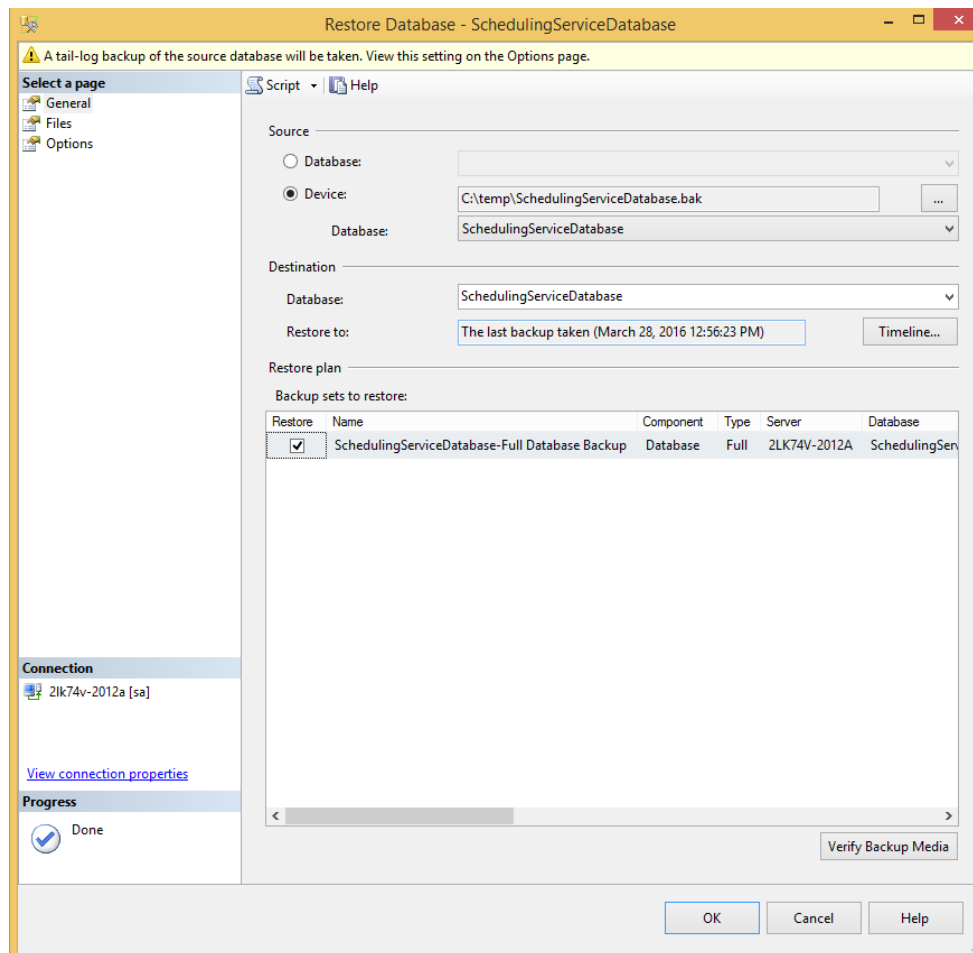 Restore Database - SchedulingServiceDatabase
A tail-log backup of the source database will be taken. View this setting on the Options page.
Select a page
General
Files
Options
Script Help
Source
Database:
Device: C:\temp\SchedulingServiceDatabase.bak ...
Database: SchedulingServiceDatabase
Destination
Database: SchedulingServiceDatabase
Restore to: The last backup taken (March 28, 2016 12:56:23 PM) Timeline...
Restore plan
Backup sets to restore:
Restore Name Component Type Server Database
SchedulingServiceDatabase-Full Database Backup Database Full 2LK74V-2012A SchedulingServ
Verify Backup Media
Connection
2lk74v-2012a [sa]
View connection properties
Progress
Done
OK Cancel Help